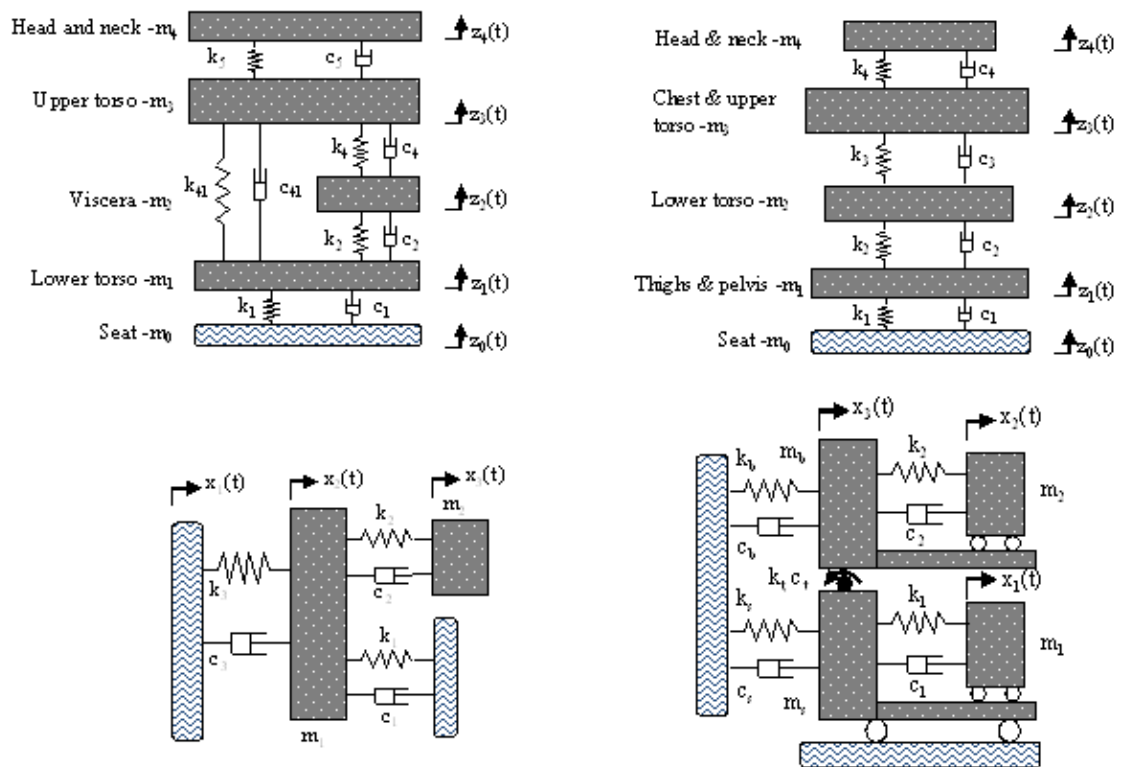 Head and neck -m4
k5
c5
z4(t)
Upper torso -m3
z3(t)
k4
c4
k41
c41
Viscera -m2
z2(t)
k2
c2
Lower torso -m1
z1(t)
k1
c1
Seat -m0
z0(t)
Head & neck -m4
z4(t)
k4
c4
Chest & upper
torso -m3
z3(t)
k3
c3
Lower torso -m2
z2(t)
k2
c2
Thighs & pelvis -m1
z1(t)
k1
c1
Seat -m0
z0(t)
x1(t)
x2(t)
x3(t)
m2
k2
k3
c2
k1
c3
c1
m1
x3(t)
x2(t)
kb
mb
k2
m2
cb
c2
kt ct
x1(t)
ks
k1
m1
cs
ms
c1